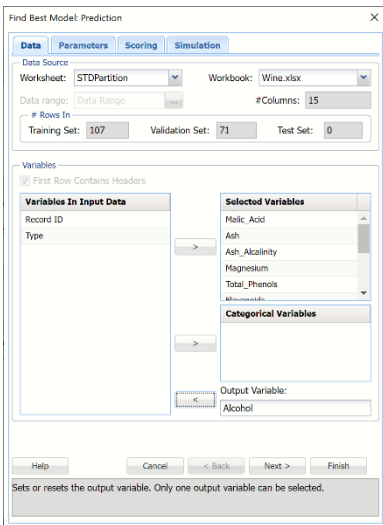 Find Best Model: Prediction
Data Parameters Scoring Simulation
Data Source
Worksheet: STDPartition Workbook: Wine.xlsx
Data range: Data Range ... #Columns: 15
# Rows In
Training Set: 107 Validation Set: 71 Test Set: 0
Variables
First Row Contains Headers
Variables In Input Data
Record ID
Type
>
Selected Variables
Malic_Acid
Ash
Ash_Alcalinity
Magnesium
Total_Phenols
Flavanoids
Categorical Variables
>
Output Variable:
<
Alcohol
Help Cancel < Back Next > Finish
Sets or resets the output variable. Only one output variable can be selected.